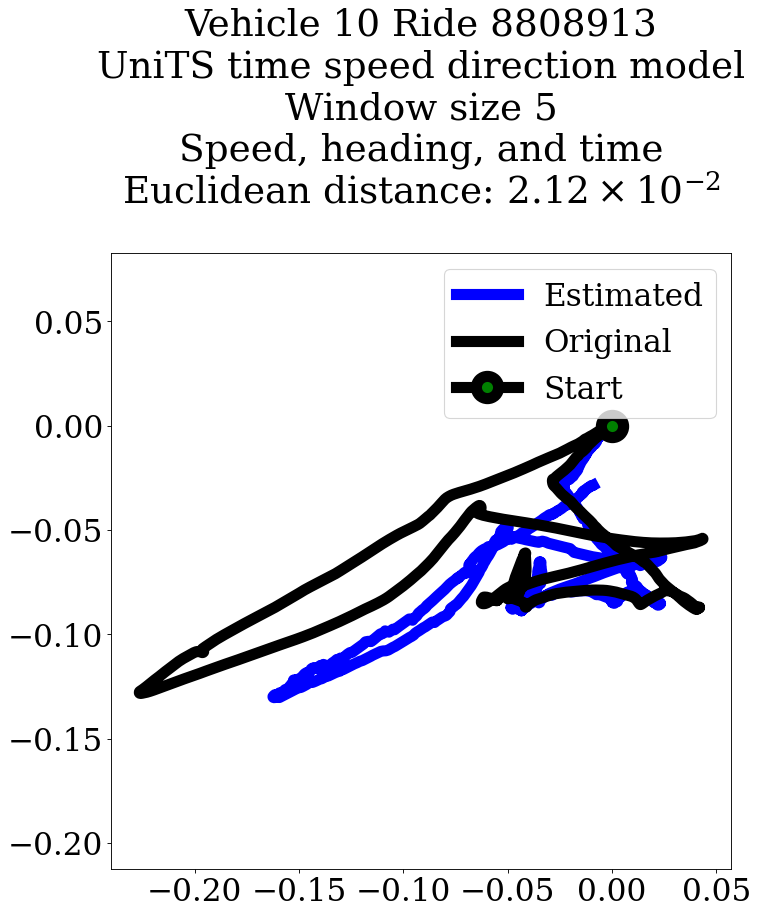 Vehicle 10 Ride 8808913
UniTS time speed direction model
Window size 5
Speed, heading, and time
Euclidean distance: 2.12 × 10⁻²
Estimated
Original
Start
0.05
0.00
−0.05
−0.10
−0.15
−0.20
−0.20 −0.15 −0.10 −0.05 0.00 0.05